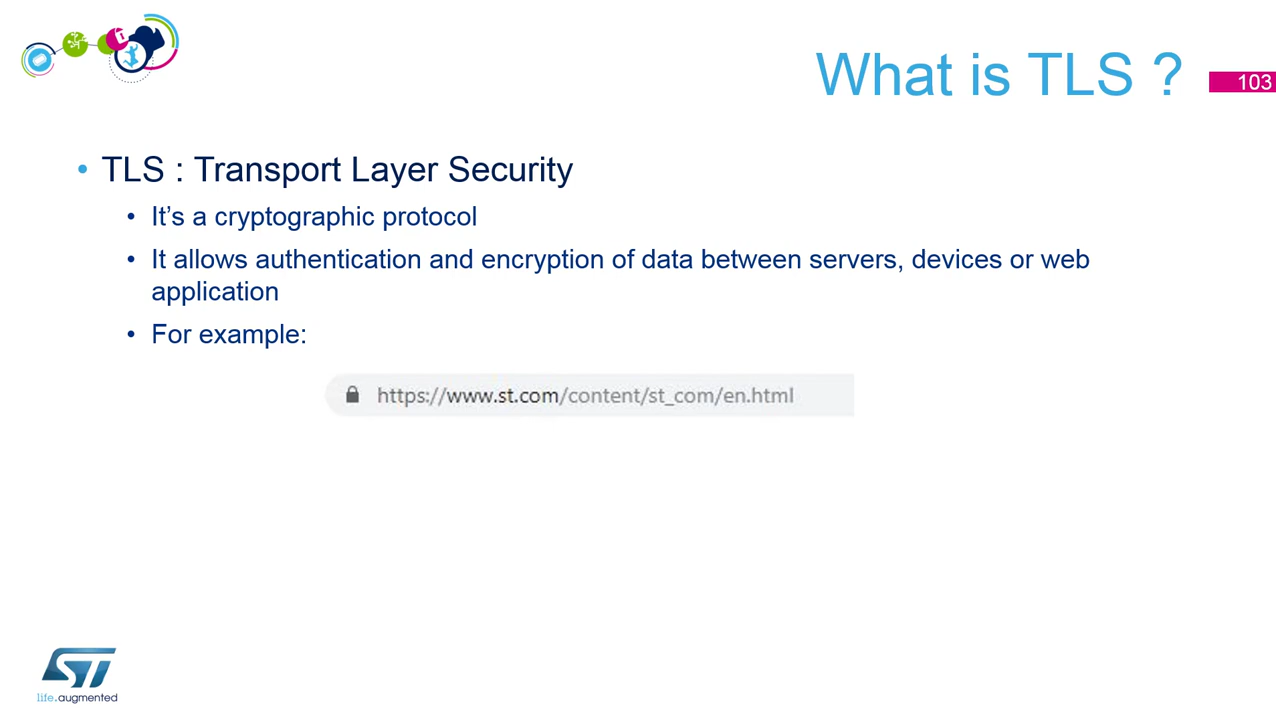 What is TLS ?
103
• TLS : Transport Layer Security
• It’s a cryptographic protocol
• It allows authentication and encryption of data between servers, devices or web
application
• For example:
https://www.st.com/content/st_com/en.html
ST
life.augmented